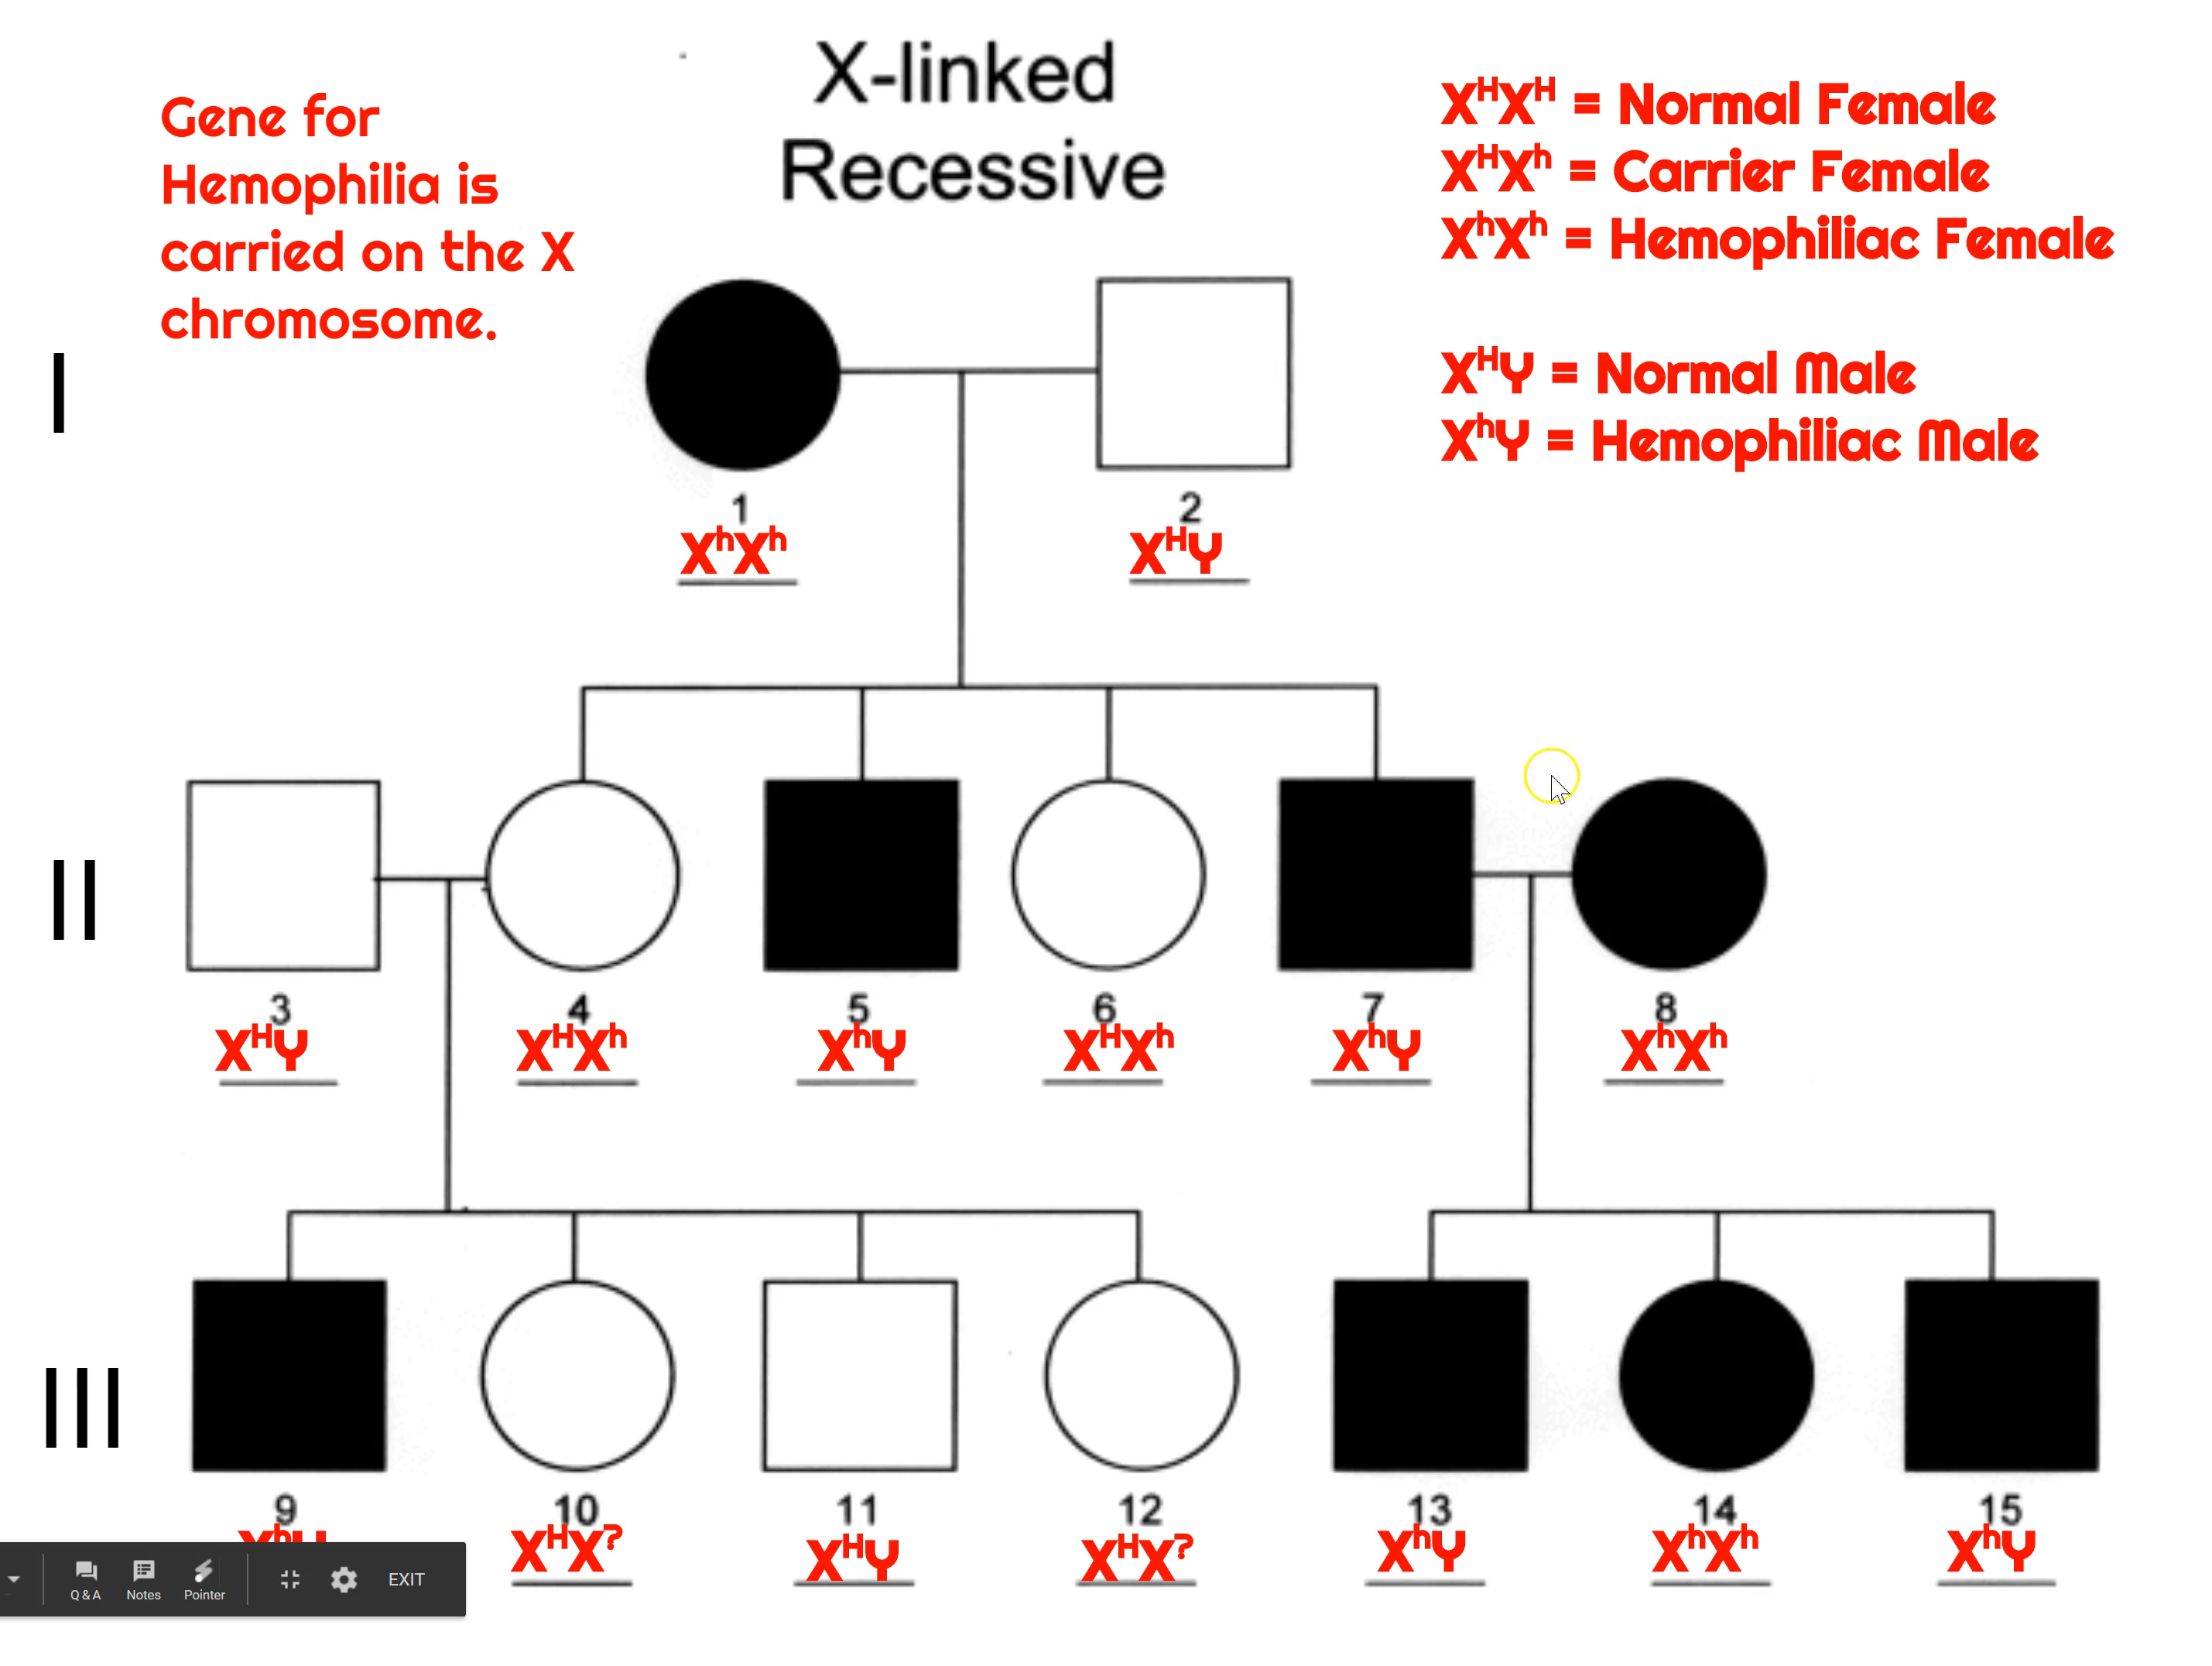 X-linked
Recessive
Gene for
Hemophilia is
carried on the X
chromosome.
XᴴXᴴ = Normal Female
XᴴXʰ = Carrier Female
XʰXʰ = Hemophiliac Female
XᴴY = Normal Male
XʰY = Hemophiliac Male
I
1 2
XʰXʰ XᴴY
II
3 4 5 6 7 8
XᴴY XᴴXʰ XʰY XᴴXʰ XʰY XʰXʰ
III
9 10 11 12 13 14 15
XʰY XᴴX? XᴴY XᴴX? XʰY XʰXʰ XʰY
Q & A Notes Pointer EXIT